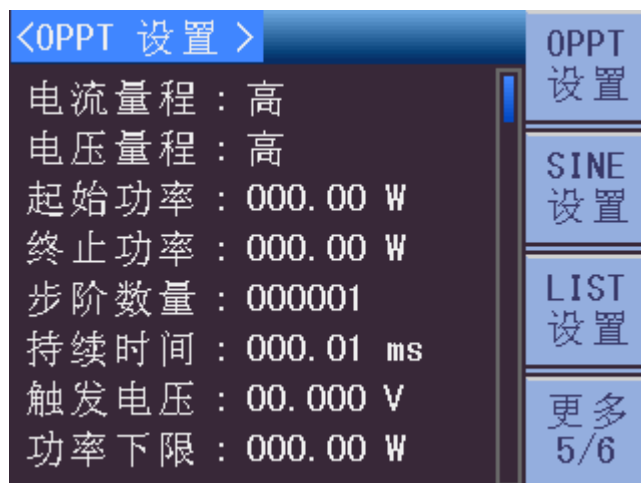 <OPPT 设置 >
电流量程 : 高
电压量程 : 高
起始功率 : 000.00 W
终止功率 : 000.00 W
步阶数量 : 000001
持续时间 : 000.01 ms
触发电压 : 00.000 V
功率下限 : 000.00 W
OPPT
设置
SINE
设置
LIST
设置
更多
5/6